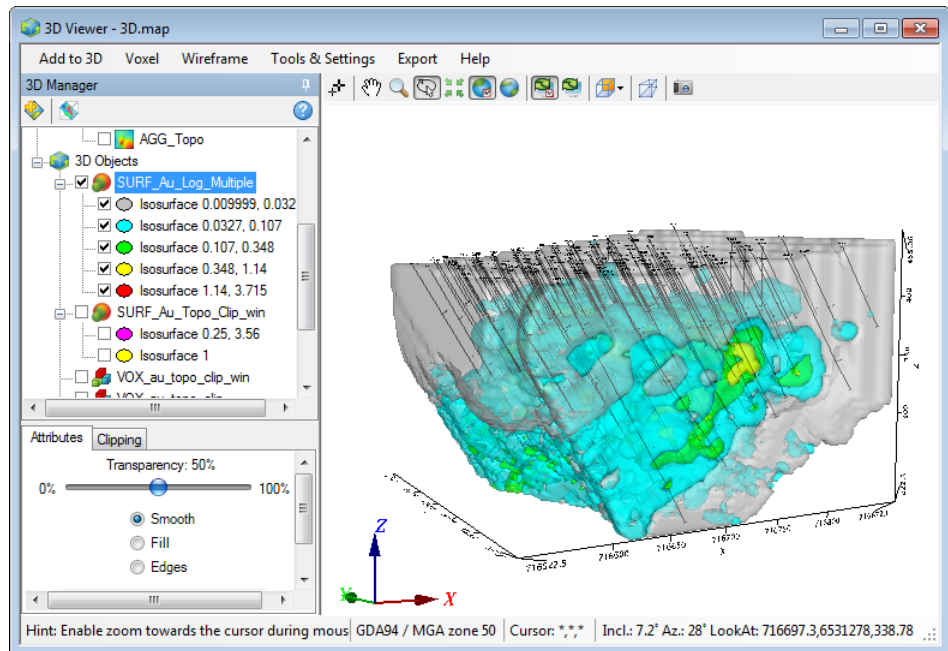 3D Viewer - 3D.map
Add to 3D Voxel Wireframe Tools & Settings Export Help
3D Manager
AGG_Topo
3D Objects
SURF_Au_Log_Multiple
Isosurface 0.009999, 0.032
Isosurface 0.0327, 0.107
Isosurface 0.107, 0.348
Isosurface 0.348, 1.14
Isosurface 1.14, 3.715
SURF_Au_Topo_Clip_win
Isosurface 0.25, 3.56
Isosurface 1
VOX_au_topo_clip_win
Attributes Clipping
Transparency: 50%
0% 100%
Smooth
Fill
Edges
716522.5 716600 716650 716700 716750
X
Z
Y X
Hint: Enable zoom towards the cursor during mous GDA94 / MGA zone 50 Cursor: *,*,* Incl.: 7.2° Az.: 28° LookAt: 716697.3,6531278,338.78